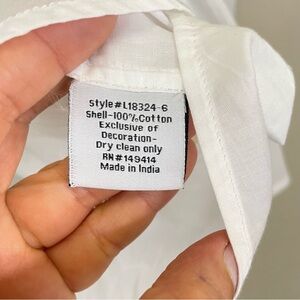 Style#L18324-6
Shell-100%Cotton
Exclusive of
Decoration-
Dry clean only
RN#149414
Made in India